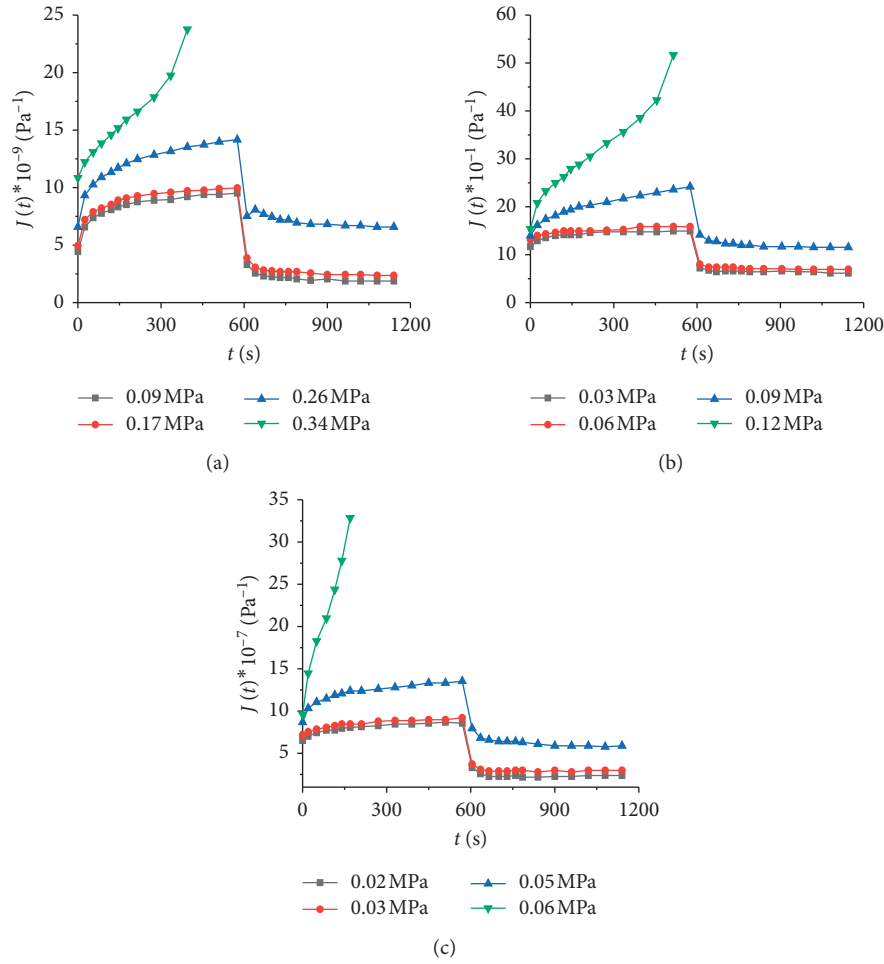 25
20
15
10
5
0
J (t)*10⁻⁹ (Pa⁻¹)
0 300 600 900 1200
t (s)
0.09 MPa 0.26 MPa
0.17 MPa 0.34 MPa
(a)
60
50
40
30
20
10
0
J (t)*10⁻¹ (Pa⁻¹)
0 300 600 900 1200
t (s)
0.03 MPa 0.09 MPa
0.06 MPa 0.12 MPa
(b)
35
30
25
20
15
10
5
J (t)*10⁻⁷ (Pa⁻¹)
0 300 600 900 1200
t (s)
0.02 MPa 0.05 MPa
0.03 MPa 0.06 MPa
(c)